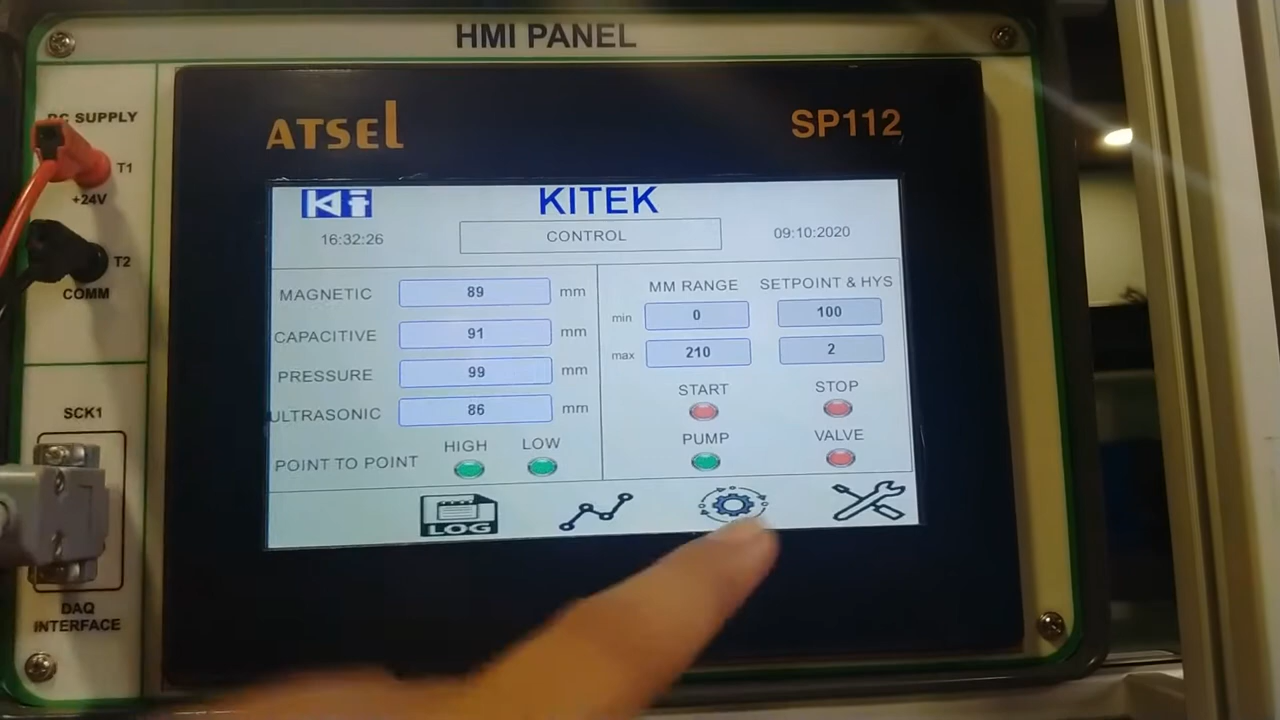 HMI PANEL
DC SUPPLY
T1
+24V
T2
COMM
SCK1
DAQ
INTERFACE
ATSEL
SP112
Ki
KITEK
16:32:26
CONTROL
09:10:2020
MAGNETIC 89 mm
CAPACITIVE 91 mm
PRESSURE 99 mm
ULTRASONIC 86 mm
POINT TO POINT
HIGH LOW
MM RANGE SETPOINT & HYS
min 0 100
max 210 2
START STOP
PUMP VALVE
LOG